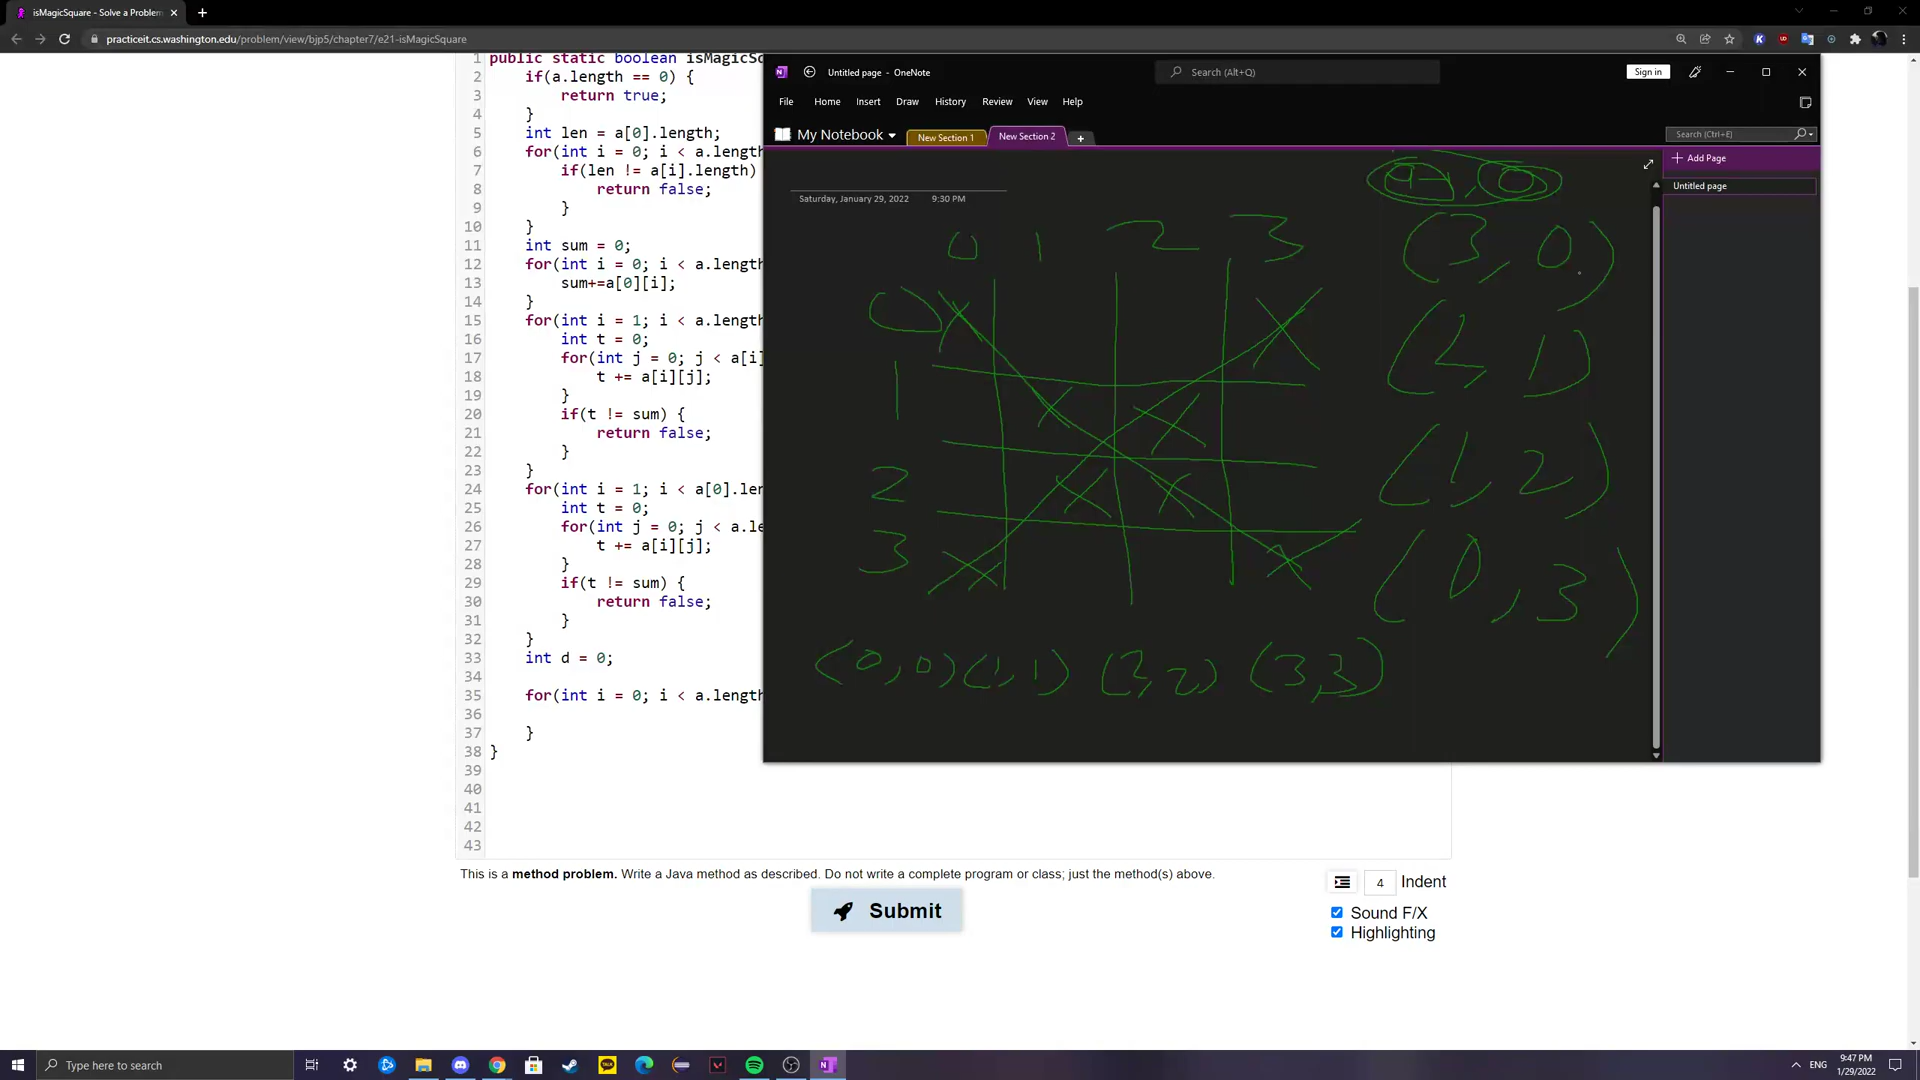 isMagicSquare - Solve a Problem
practiceit.cs.washington.edu/problem/view/bjp5/chapter7/e21-isMagicSquare
1 public static boolean isMagicSq
2 if(a.length == 0) {
3 return true;
4 }
5 int len = a[0].length;
6 for(int i = 0; i < a.length
7 if(len != a[i].length)
8 return false;
9 }
10 }
11 int sum = 0;
12 for(int i = 0; i < a.length
13 sum+=a[0][i];
14 }
15 for(int i = 1; i < a.length
16 int t = 0;
17 for(int j = 0; j < a[i]
18 t += a[i][j];
19 }
20 if(t != sum) {
21 return false;
22 }
23 }
24 for(int i = 1; i < a[0].len
25 int t = 0;
26 for(int j = 0; j < a.le
27 t += a[i][j];
28 }
29 if(t != sum) {
30 return false;
31 }
32 }
33 int d = 0;
34
35 for(int i = 0; i < a.length
36
37 }
38 }
39
40
41
42
43
Untitled page - OneNote
Search (Alt+Q)
Sign in
File Home Insert Draw History Review View Help
My Notebook New Section 1 New Section 2
Search (Ctrl+E)
Add Page
Untitled page
Saturday, January 29, 2022 9:30 PM
0 1 2 3
0
1
2
3
(3, 0)
(2, 1)
(1, 2)
(0, 3)
(0,0) (1,1) (2,2) (3,3)
This is a method problem. Write a Java method as described. Do not write a complete program or class; just the method(s) above.
Submit
4 Indent
Sound F/X
Highlighting
Type here to search
TALK
ENG
9:47 PM
1/29/2022